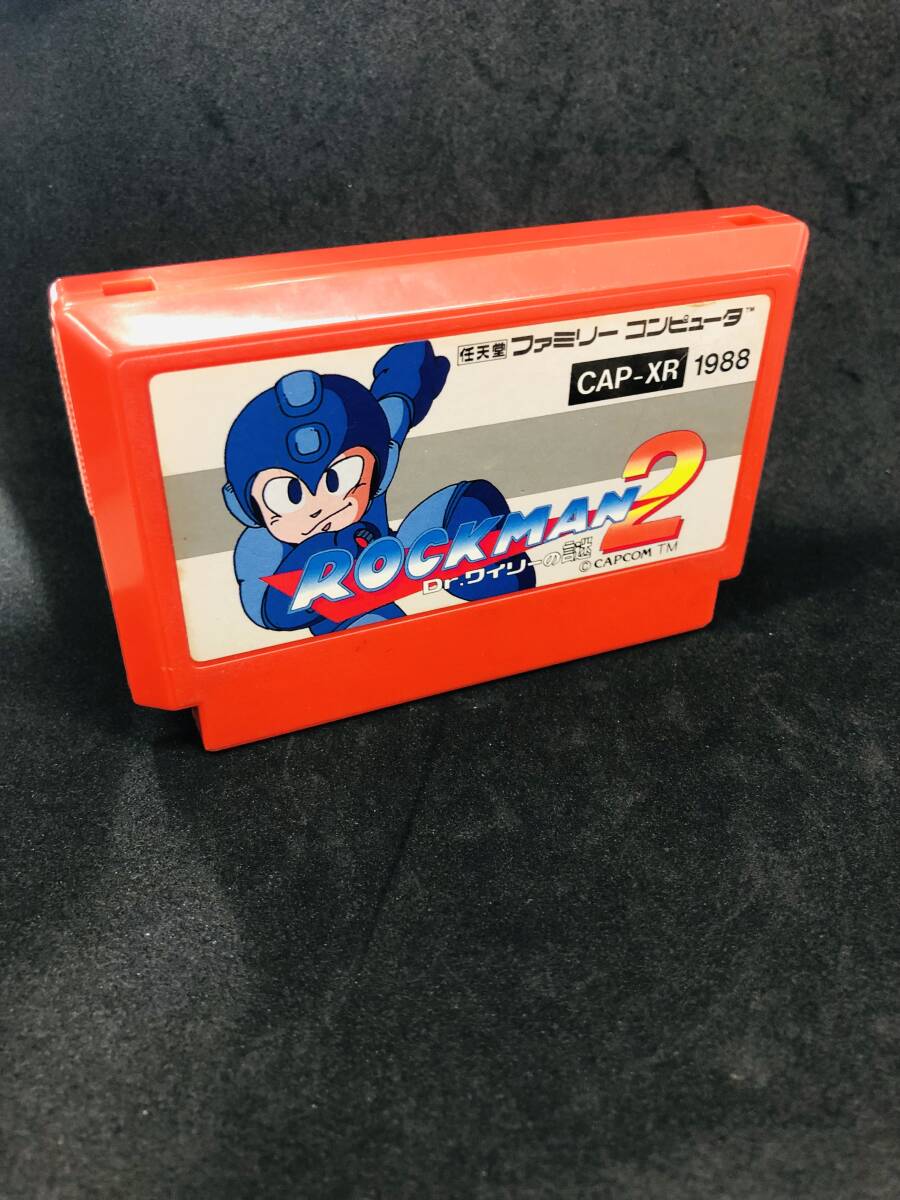 任天堂 ファミリー コンピュータ™
CAP-XR 1988
ROCKMAN 2
Dr.ワイリーの謎
©CAPCOM TM